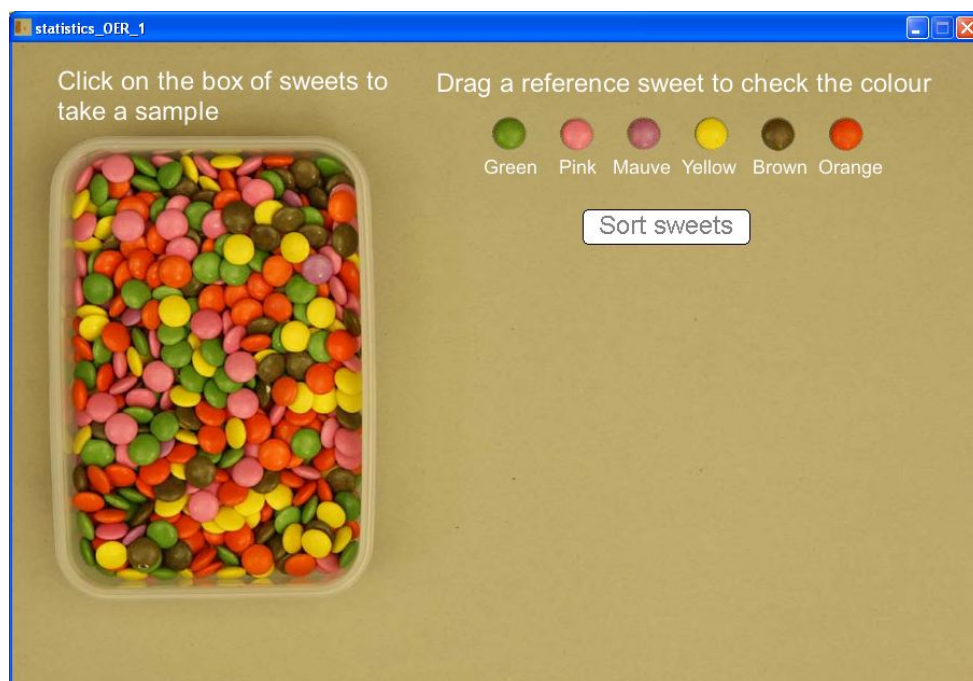 statistics_OER_1
Click on the box of sweets to
take a sample
Drag a reference sweet to check the colour
Green Pink Mauve Yellow Brown Orange
Sort sweets